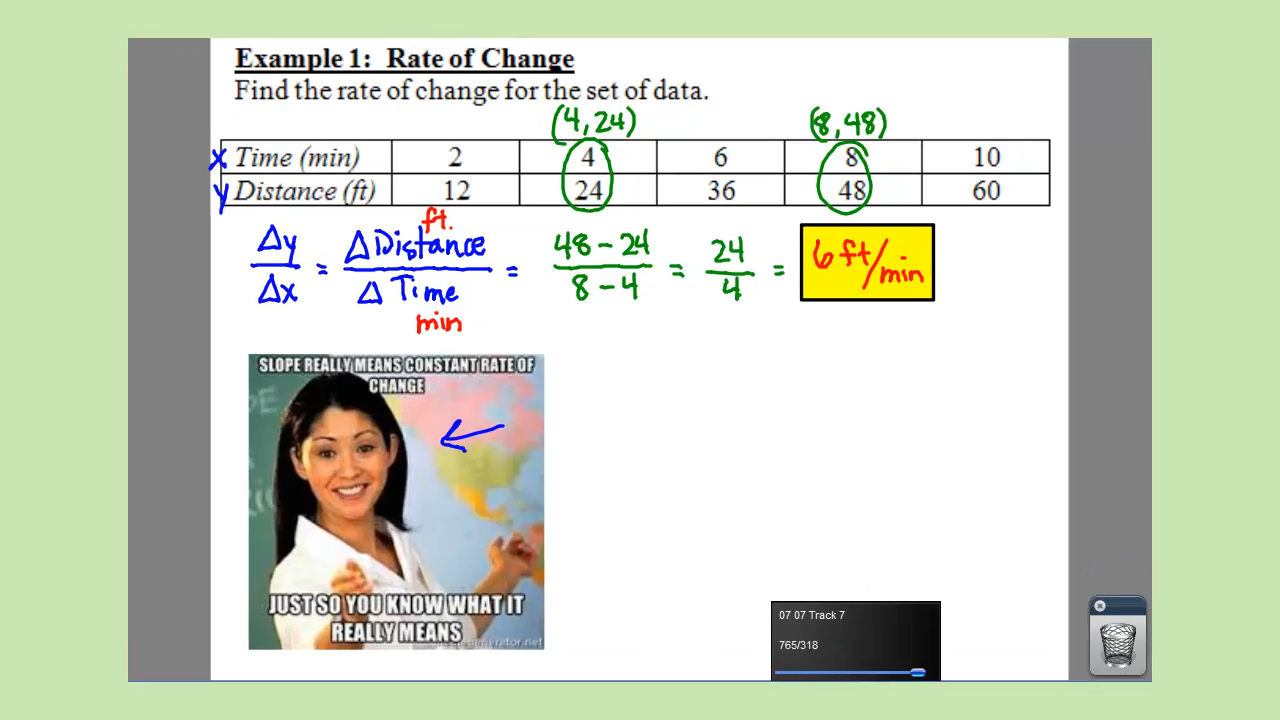 Example 1: Rate of Change
Find the rate of change for the set of data.
(4,24) (8,48)
x Time (min) 2 4 6 8 10
y Distance (ft) 12 24 36 48 60
ft.
Δy Δ Distance 48 - 24 24 6 ft/min
= = = =
Δx Δ Time 8 - 4 4
min
SLOPE REALLY MEANS CONSTANT RATE OF
CHANGE
JUST SO YOU KNOW WHAT IT
REALLY MEANS
07 07 Track 7
765/318